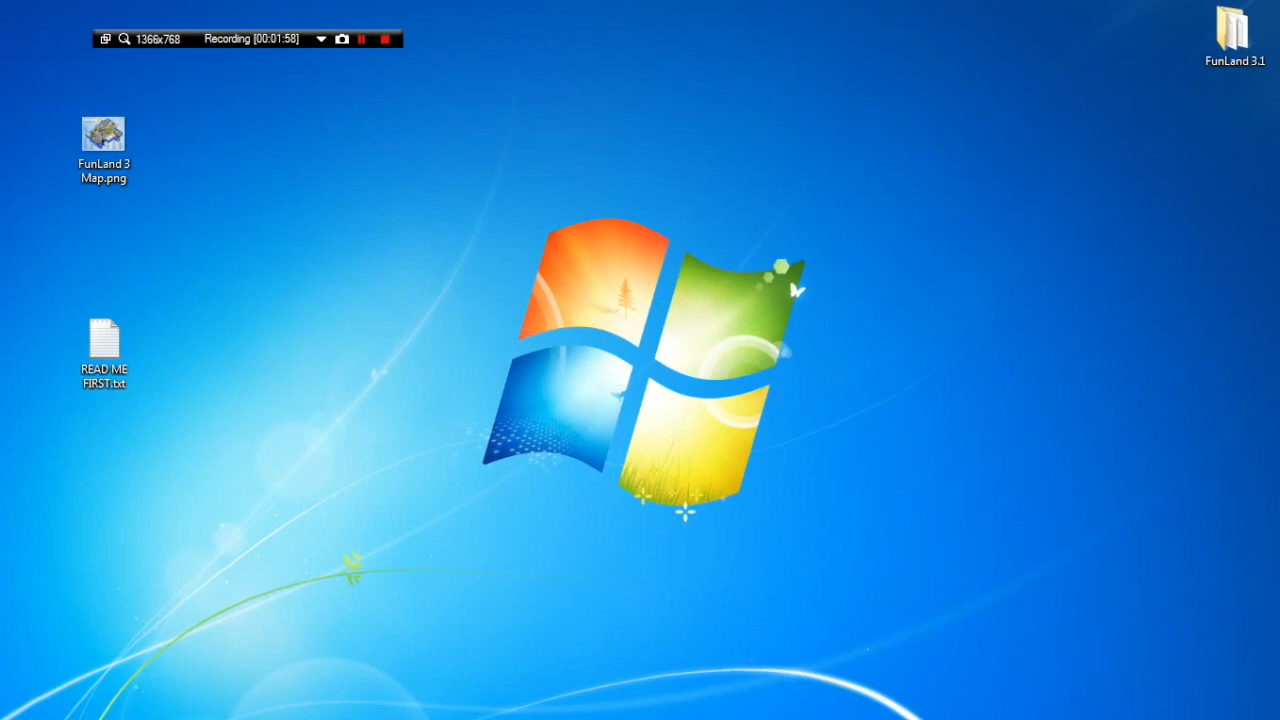 1366x768 Recording [00:01:58]
FunLand 3.1
FunLand 3
Map.png
READ ME
FIRST.txt